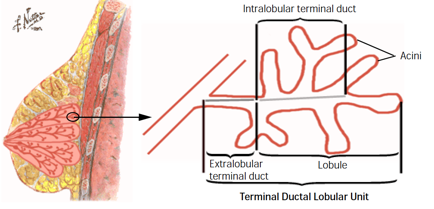 Intralobular terminal duct
Acini
Extralobular
terminal duct
Lobule
Terminal Ductal Lobular Unit